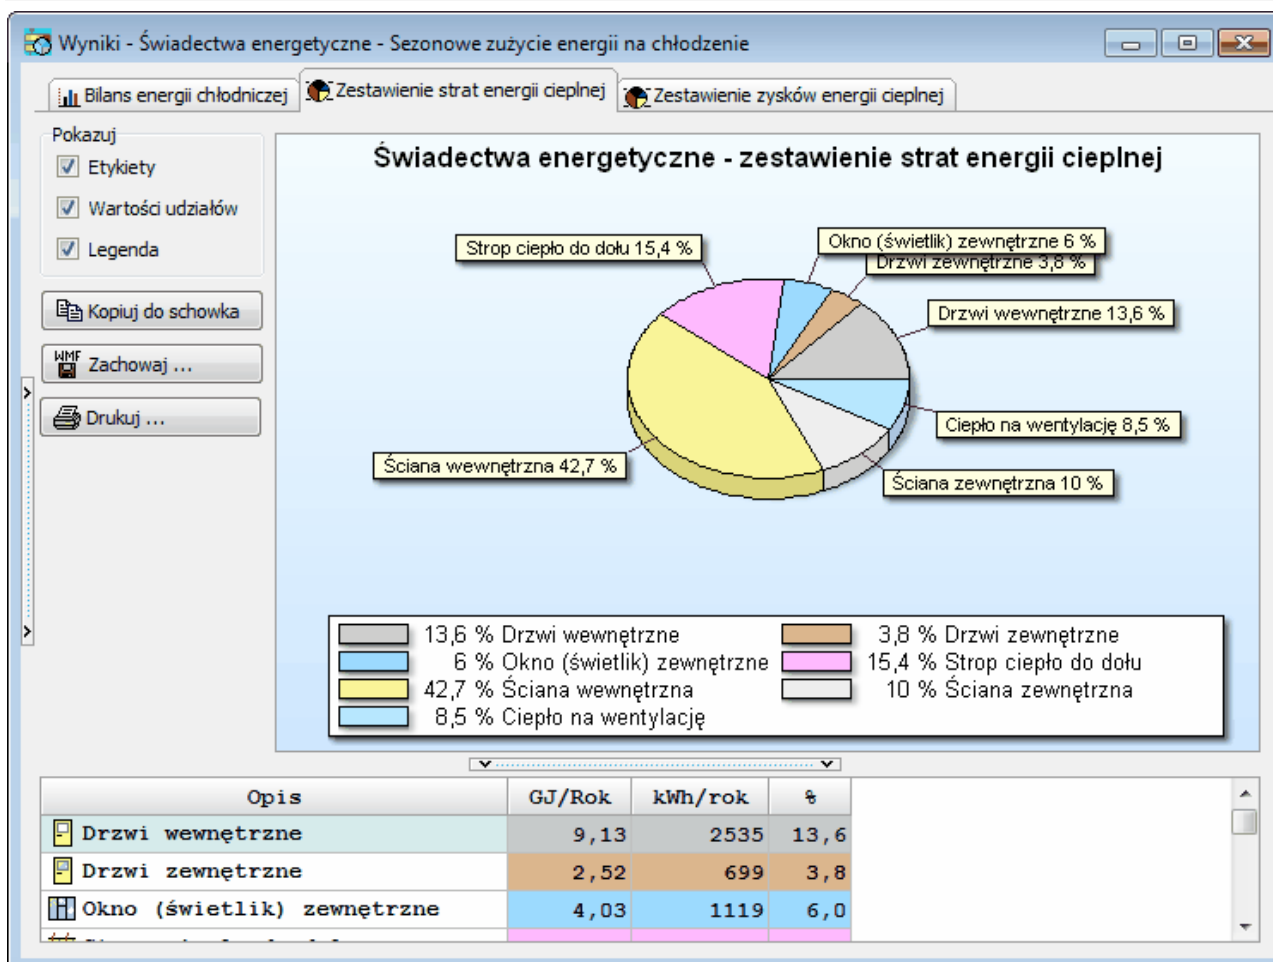 Wyniki - Świadectwa energetyczne - Sezonowe zużycie energii na chłodzenie
Bilans energii chłodniczej
Zestawienie strat energii cieplnej
Zestawienie zysków energii cieplnej
Pokazuj
Etykiety
Wartości udziałów
Legenda
Kopiuj do schowka
WMF Zachowaj ...
Drukuj ...
Świadectwa energetyczne - zestawienie strat energii cieplnej
Strop ciepło do dołu 15,4 %
Okno (świetlik) zewnętrzne 6 %
Drzwi zewnętrzne 3,8 %
Drzwi wewnętrzne 13,6 %
Ciepło na wentylację 8,5 %
Ściana wewnętrzna 42,7 %
Ściana zewnętrzna 10 %
13,6 % Drzwi wewnętrzne
3,8 % Drzwi zewnętrzne
6 % Okno (świetlik) zewnętrzne
15,4 % Strop ciepło do dołu
42,7 % Ściana wewnętrzna
10 % Ściana zewnętrzna
8,5 % Ciepło na wentylację
Opis GJ/Rok kWh/rok %
Drzwi wewnętrzne 9,13 2535 13,6
Drzwi zewnętrzne 2,52 699 3,8
Okno (świetlik) zewnętrzne 4,03 1119 6,0